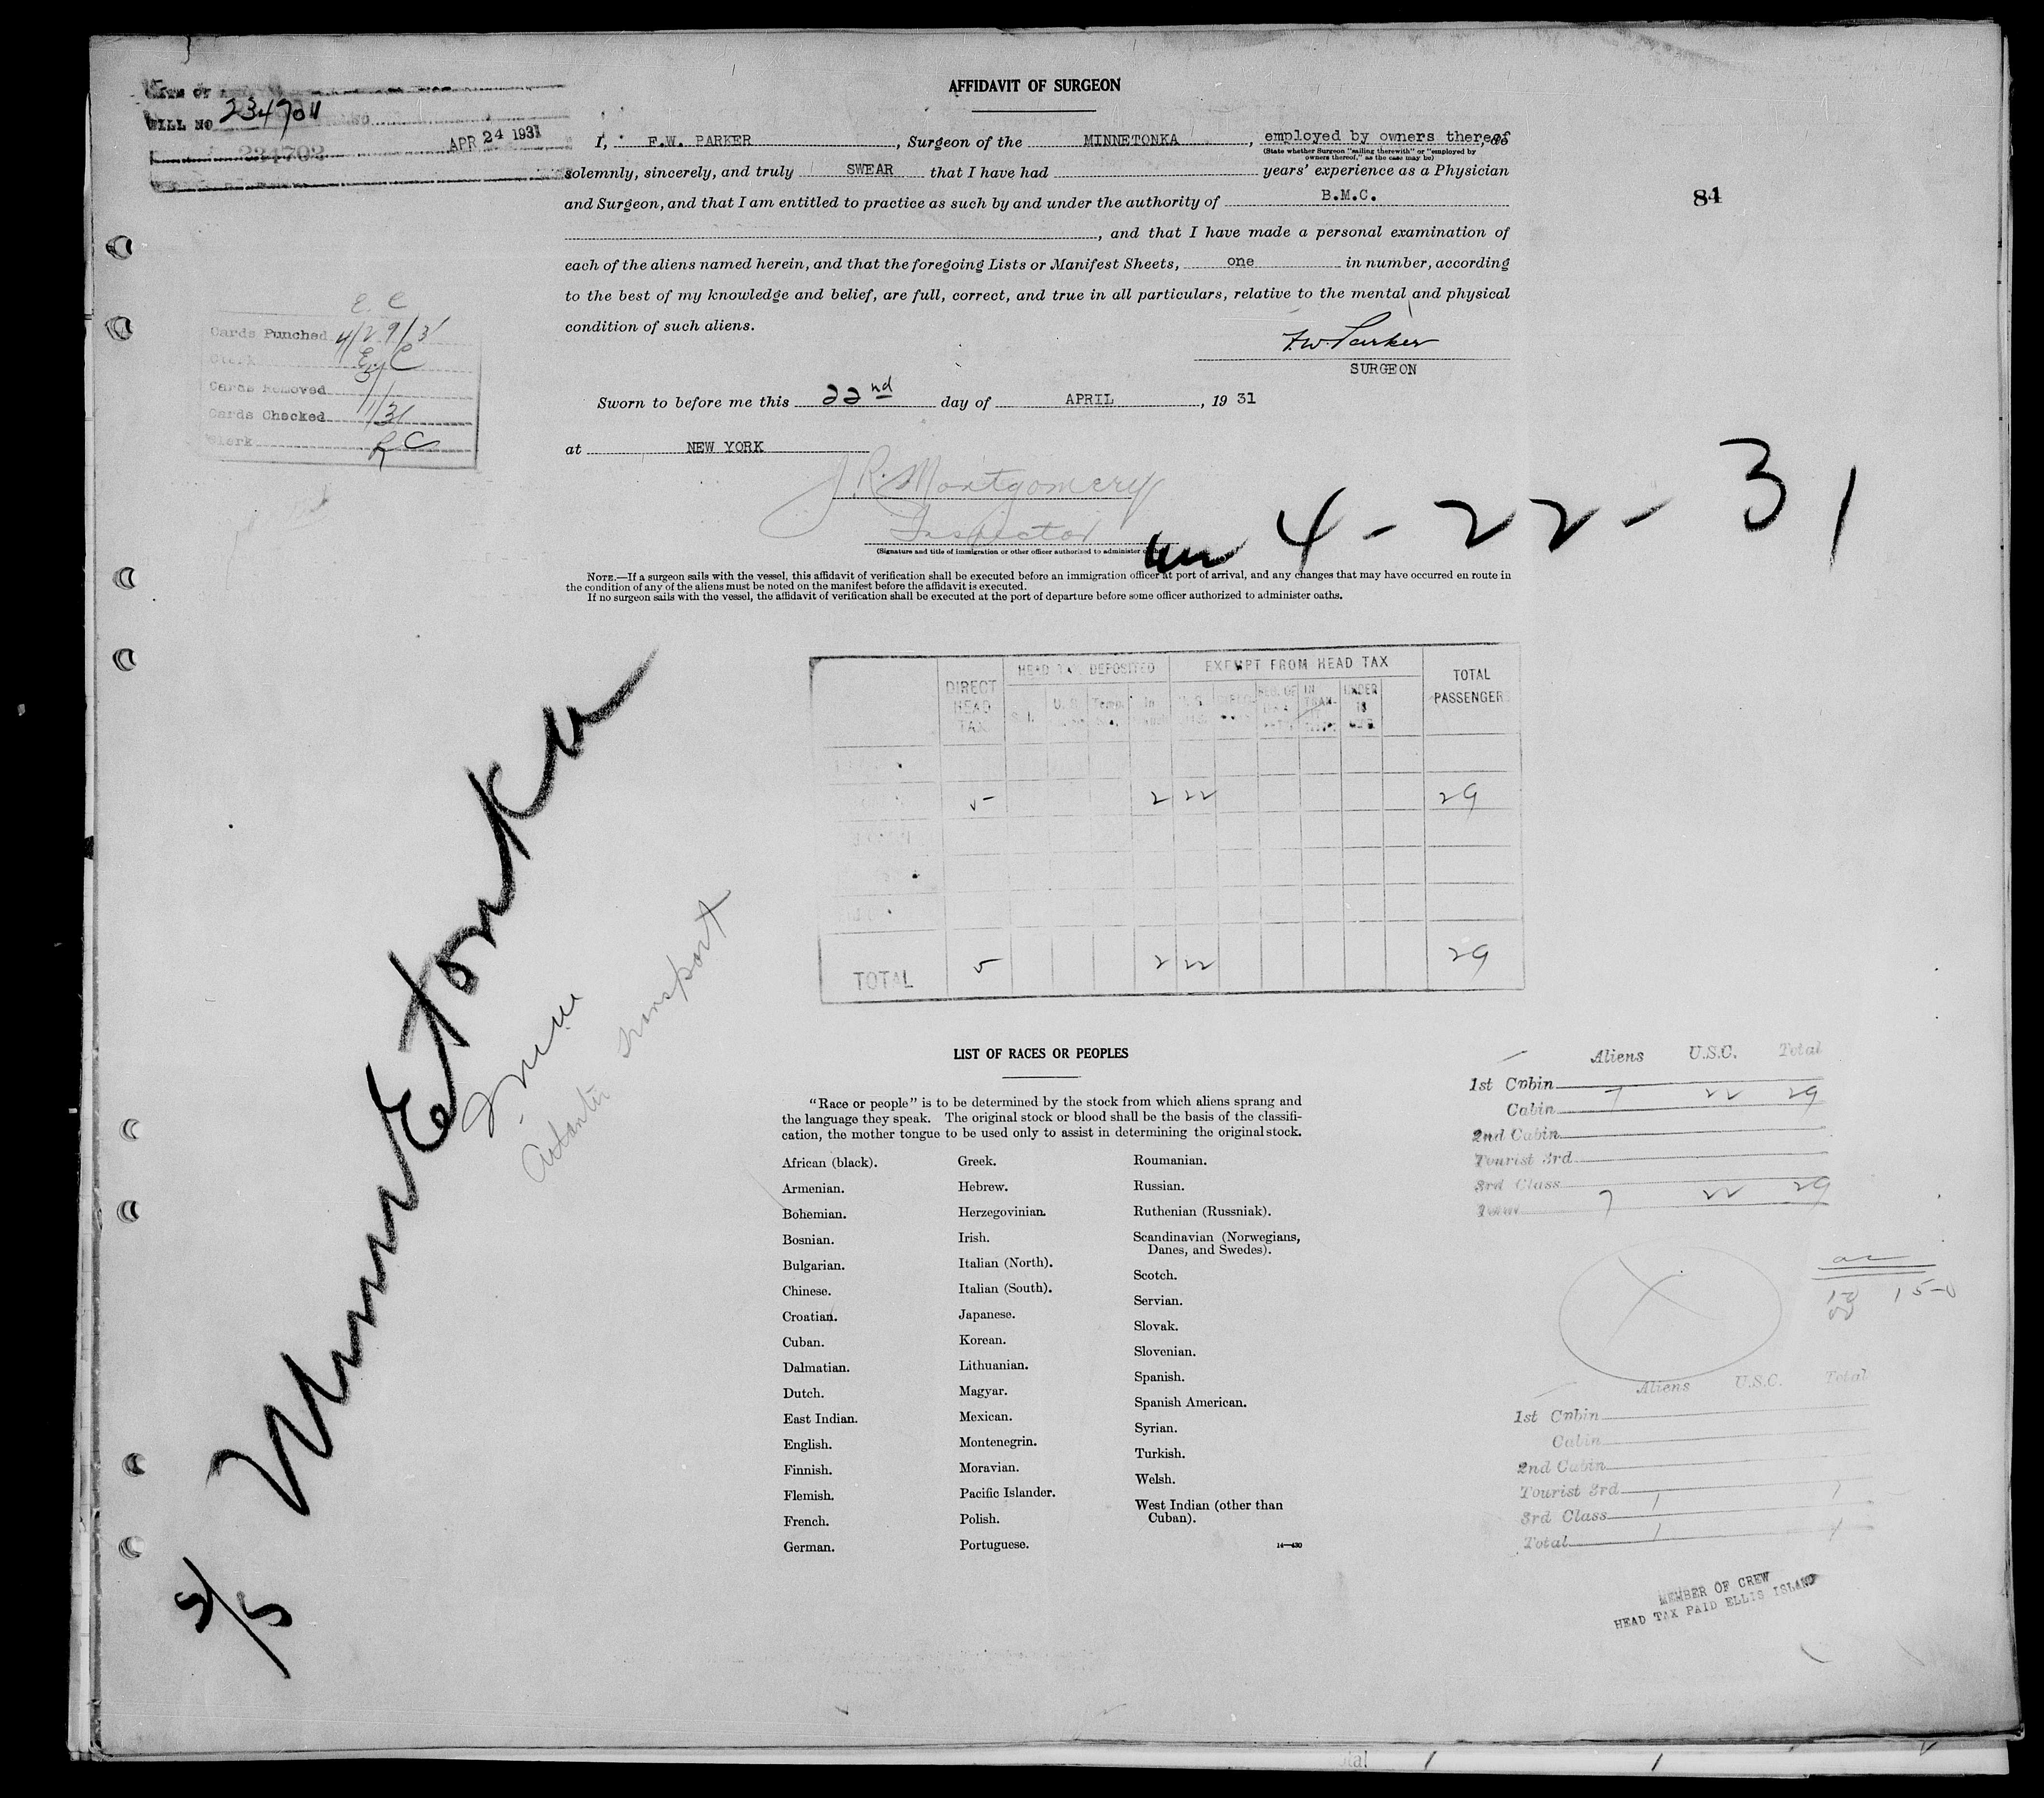 AFFIDAVIT OF SURGEON
BILL NO 234704
234702
APR 24 1931
I, F.W. PARKER, Surgeon of the MINNETONKA, employed by owners thereof, do
(State whether Surgeon "sailing therewith" or "employed by
owners thereof," as the case may be)
solemnly, sincerely, and truly SWEAR that I have had years' experience as a Physician
and Surgeon, and that I am entitled to practice as such by and under the authority of B.M.C.
84
, and that I have made a personal examination of
each of the aliens named herein, and that the foregoing Lists or Manifest Sheets, one in number, according
to the best of my knowledge and belief, are full, correct, and true in all particulars, relative to the mental and physical
condition of such aliens.
F.W. Parker
SURGEON
E. C
Cards Punched 4/29/31
Cards Removed
Cards Checked
Clerk
Sworn to before me this 22nd day of APRIL, 1931
at NEW YORK
J.R. Montgomery
Inspector
(Signature and title of immigration or other officer authorized to administer oaths)
4-22-31
NOTE.—If a surgeon sails with the vessel, this affidavit of verification shall be executed before an immigration officer at port of arrival, and any changes that may have occurred en route in
the condition of any of the aliens must be noted on the manifest before the affidavit is executed.
If no surgeon sails with the vessel, the affidavit of verification shall be executed at the port of departure before some officer authorized to administer oaths.
DIRECT HEAD TAX
HEAD TAX DEPOSITED
EXEMPT FROM HEAD TAX
TOTAL PASSENGERS
S. I.
IN TRAN-
UNDER 16
5 2 22 29
TOTAL 5 2 22 29
S/S MinnEtonka
Atlantic Transport
LIST OF RACES OR PEOPLES
"Race or people" is to be determined by the stock from which aliens sprang and
the language they speak. The original stock or blood shall be the basis of the classifi-
cation, the mother tongue to be used only to assist in determining the original stock.
African (black).
Armenian.
Bohemian.
Bosnian.
Bulgarian.
Chinese.
Croatian.
Cuban.
Dalmatian.
Dutch.
East Indian.
English.
Finnish.
Flemish.
French.
German.
Greek.
Hebrew.
Herzegovinian.
Irish.
Italian (North).
Italian (South).
Japanese.
Korean.
Lithuanian.
Magyar.
Mexican.
Montenegrin.
Moravian.
Pacific Islander.
Polish.
Portuguese.
Roumanian.
Russian.
Ruthenian (Russniak).
Scandinavian (Norwegians,
Danes, and Swedes).
Scotch.
Servian.
Slovak.
Slovenian.
Spanish.
Spanish American.
Syrian.
Turkish.
Welsh.
West Indian (other than
Cuban).
14—430
Aliens U.S.C. Total
1st Cabin
Cabin 7 22 29
2nd Cabin
Tourist 3rd
3rd Class
7 22 29
X
Aliens U.S.C. Total
1st Cabin
Cabin
2nd Cabin
Tourist 3rd
3rd Class 1 1
Total 1 1
MEMBER OF CREW
HEAD TAX PAID ELLIS ISLAND